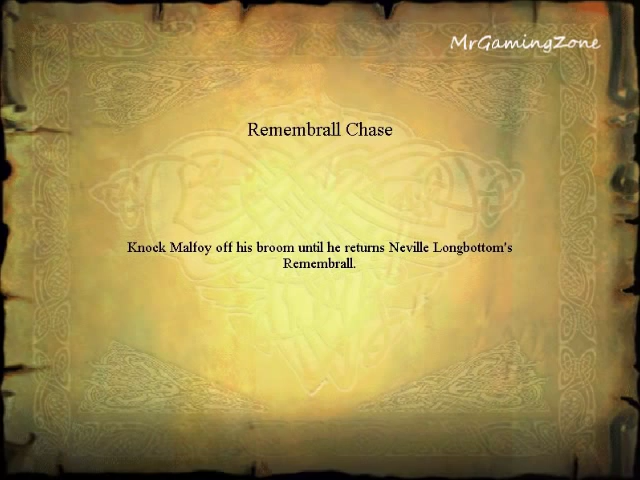 MrGamingZone
Remembrall Chase
Knock Malfoy off his broom until he returns Neville Longbottom's
Remembrall.